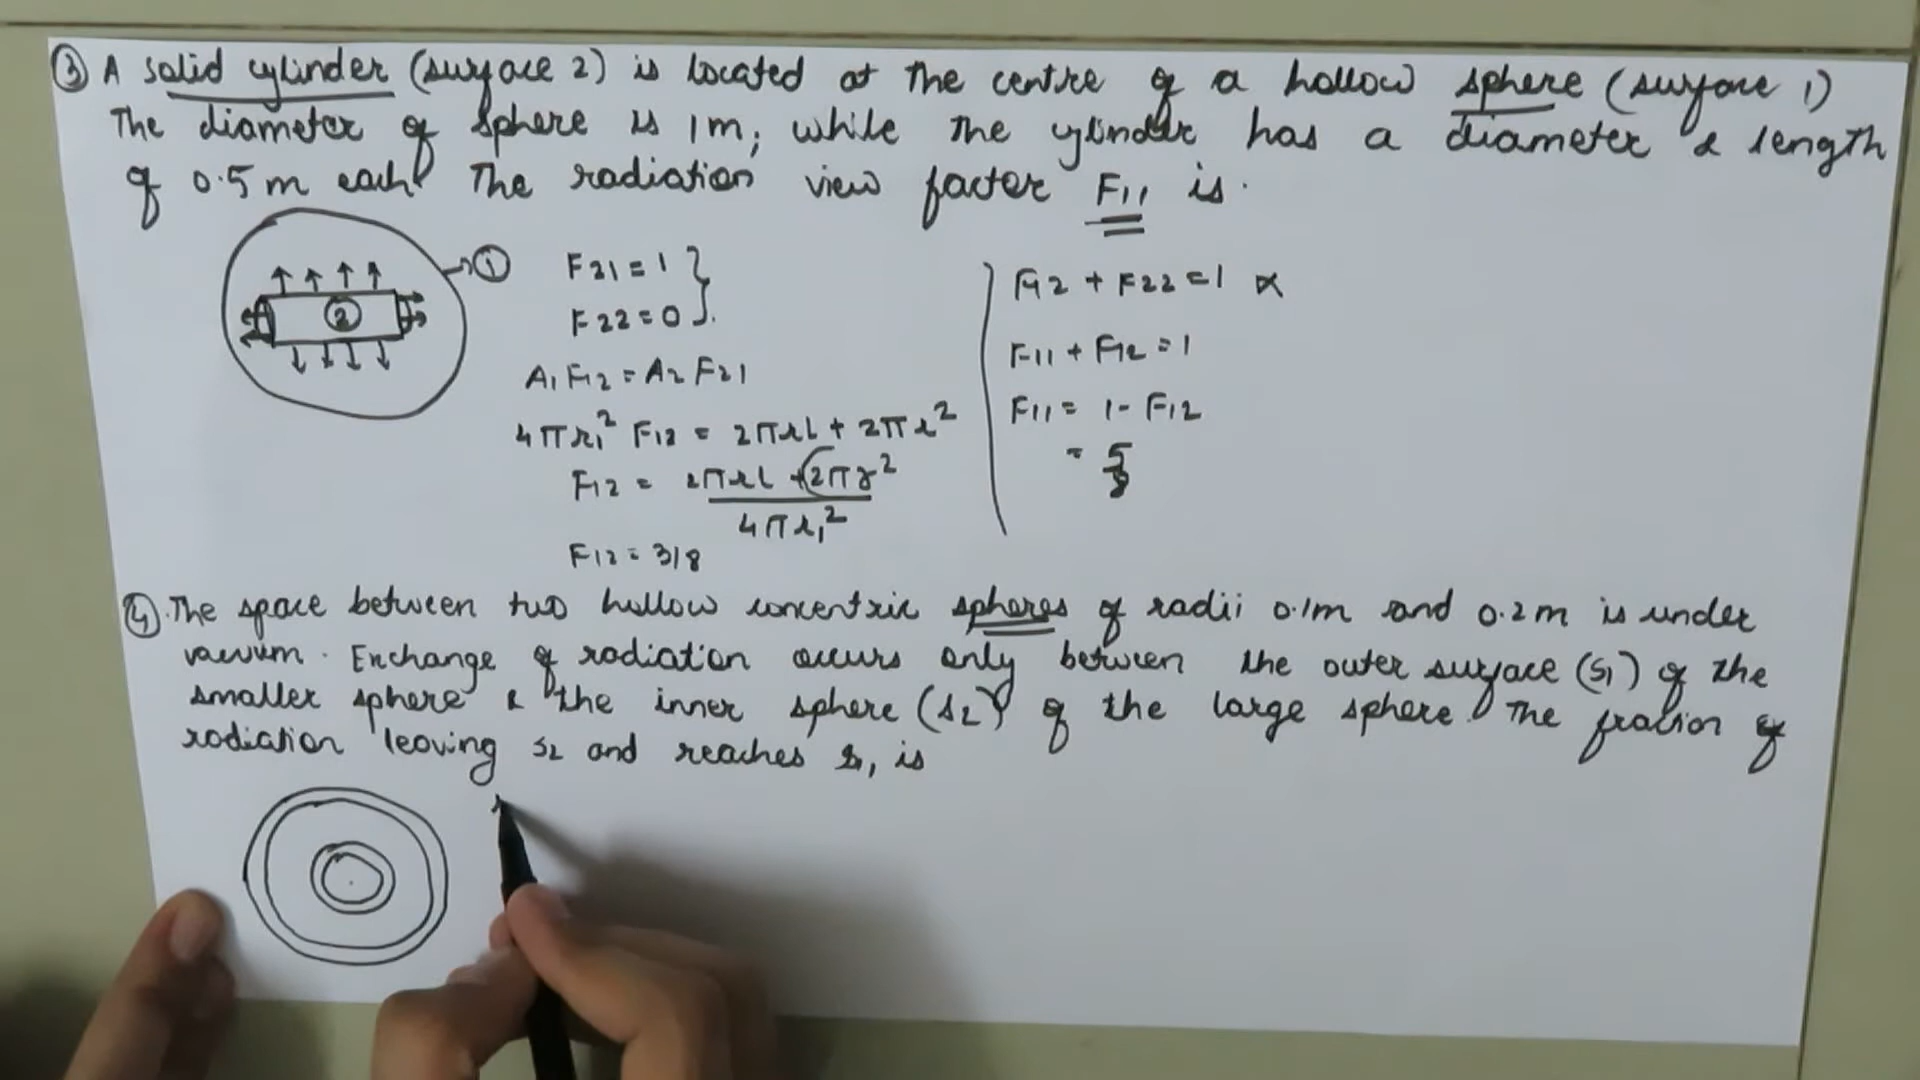 ③ A solid cylinder (surface 2) is located at the centre of a hollow sphere (surface 1)
The diameter of sphere is 1m, while the cylinder has a diameter & length
of 0.5m each. The radiation view factor F11 is.
①
②
F21 = 1
F22 = 0
A1 F12 = A2 F21
4πr1² F12 = 2πrl + 2πr²
F12 = 2πrl + 2πr²
4πr1²
F12 = 3/8
F12 + F22 = 1 ×
F11 + F12 = 1
F11 = 1 - F12
= 5/8
④. The space between two hollow concentric spheres of radii 0.1m and 0.2m is under
vacuum. Exchange of radiation occurs only between the outer surface (S1) of the
smaller sphere & the inner sphere (S2) of the large sphere. The fraction of
radiation leaving S2 and reaches S1 is